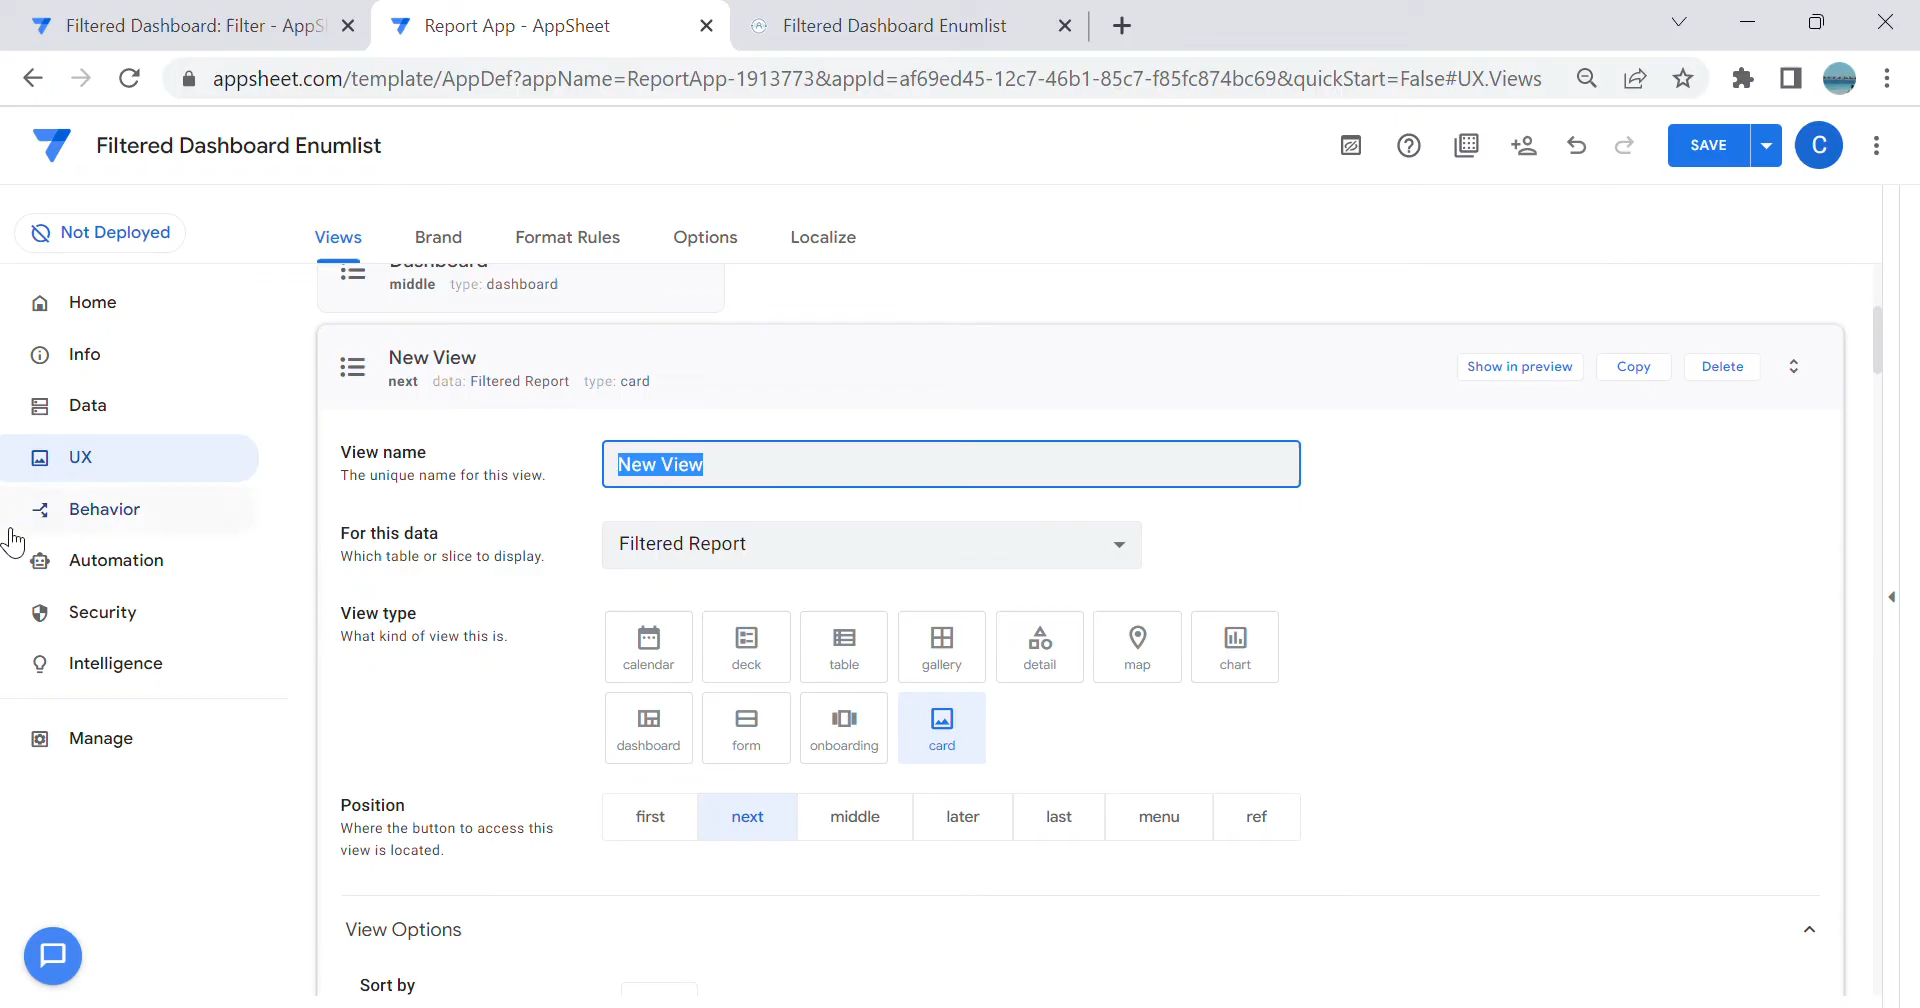 Filtered Dashboard: Filter - AppS
Report App - AppSheet
Filtered Dashboard Enumlist
appsheet.com/template/AppDef?appName=ReportApp-1913773&appId=af69ed45-12c7-46b1-85c7-f85fc874bc69&quickStart=False#UX.Views
Filtered Dashboard Enumlist
SAVE
C
Not Deployed
Views
Brand
Format Rules
Options
Localize
Home
Info
Data
UX
Behavior
Automation
Security
Intelligence
Manage
Dashboard
middle type: dashboard
New View
next data: Filtered Report type: card
Show in preview
Copy
Delete
View name
The unique name for this view.
New View
For this data
Which table or slice to display.
Filtered Report
View type
What kind of view this is.
calendar
deck
table
gallery
detail
map
chart
dashboard
form
onboarding
card
Position
Where the button to access this
view is located.
first
next
middle
later
last
menu
ref
View Options
Sort by